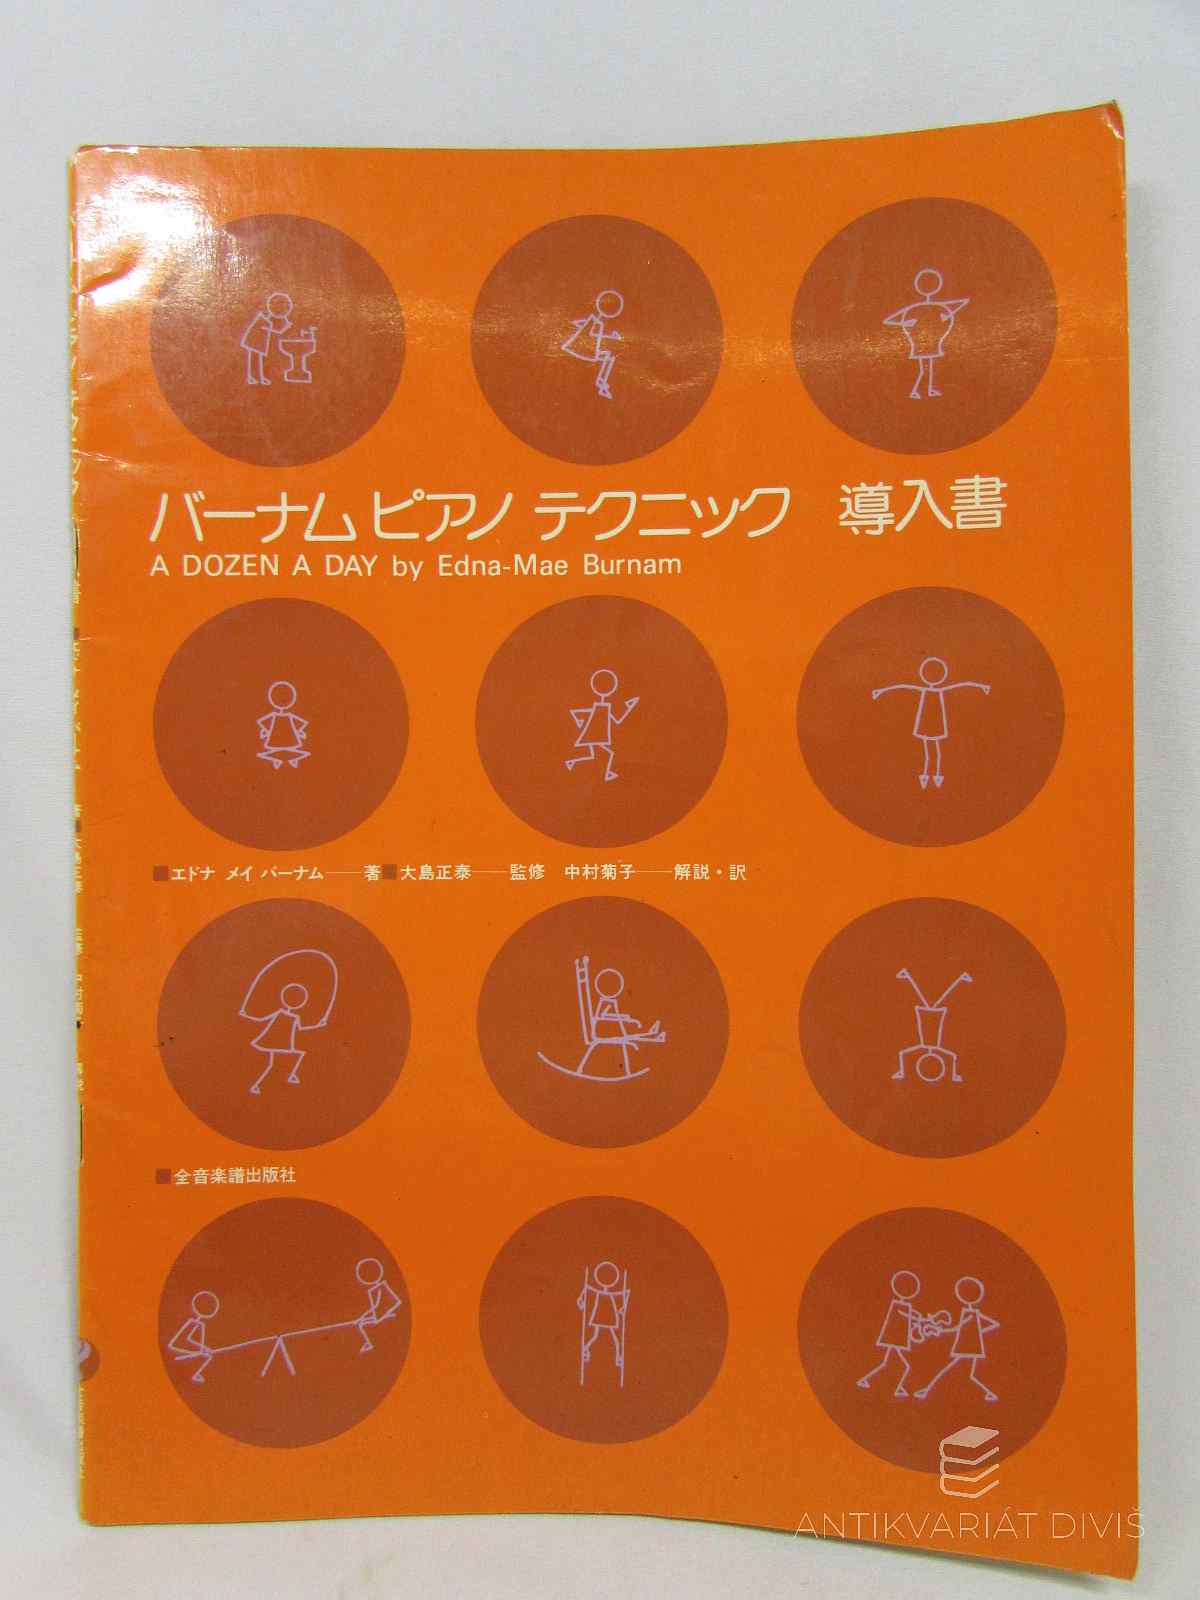 バーナム ピアノ テクニック 導入書
A DOZEN A DAY by Edna-Mae Burnam
■エドナ メイ バーナム──著■大島正泰──監修 中村菊子──解説・訳
■全音楽譜出版社
ANTIKVARIÁT DIVIŠ